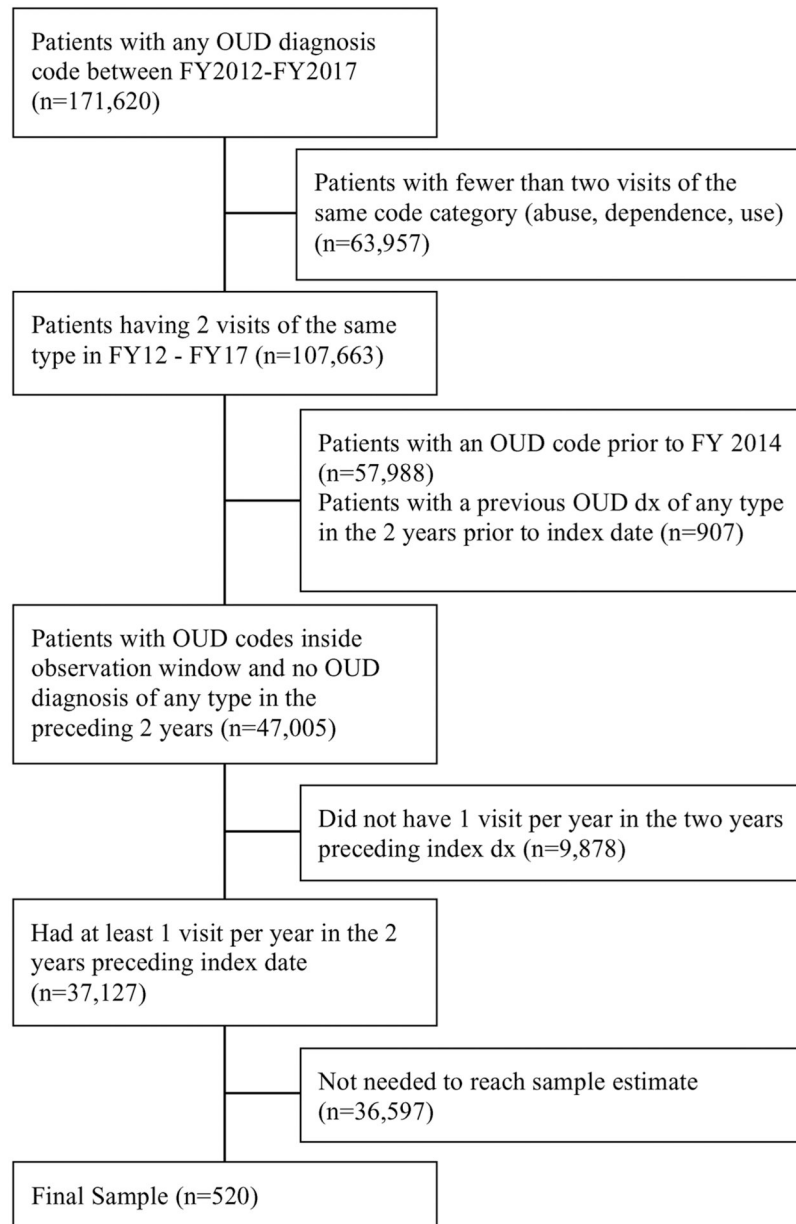 Patients with any OUD diagnosis
code between FY2012-FY2017
(n=171,620)
Patients with fewer than two visits of the
same code category (abuse, dependence, use)
(n=63,957)
Patients having 2 visits of the same
type in FY12 - FY17 (n=107,663)
Patients with an OUD code prior to FY 2014
(n=57,988)
Patients with a previous OUD dx of any type
in the 2 years prior to index date (n=907)
Patients with OUD codes inside
observation window and no OUD
diagnosis of any type in the
preceding 2 years (n=47,005)
Did not have 1 visit per year in the two years
preceding index dx (n=9,878)
Had at least 1 visit per year in the 2
years preceding index date
(n=37,127)
Not needed to reach sample estimate
(n=36,597)
Final Sample (n=520)